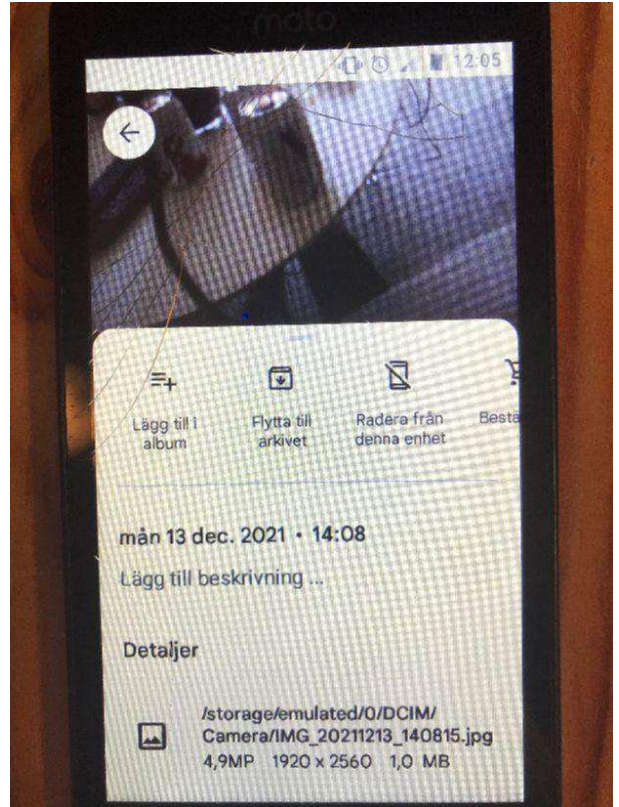 moto
12:05
Lägg till i
album
Flytta till
arkivet
Radera från
denna enhet
Bestä
mån 13 dec. 2021 • 14:08
Lägg till beskrivning ...
Detaljer
/storage/emulated/0/DCIM/
Camera/IMG_20211213_140815.jpg
4,9MP 1920 x 2560 1,0 MB